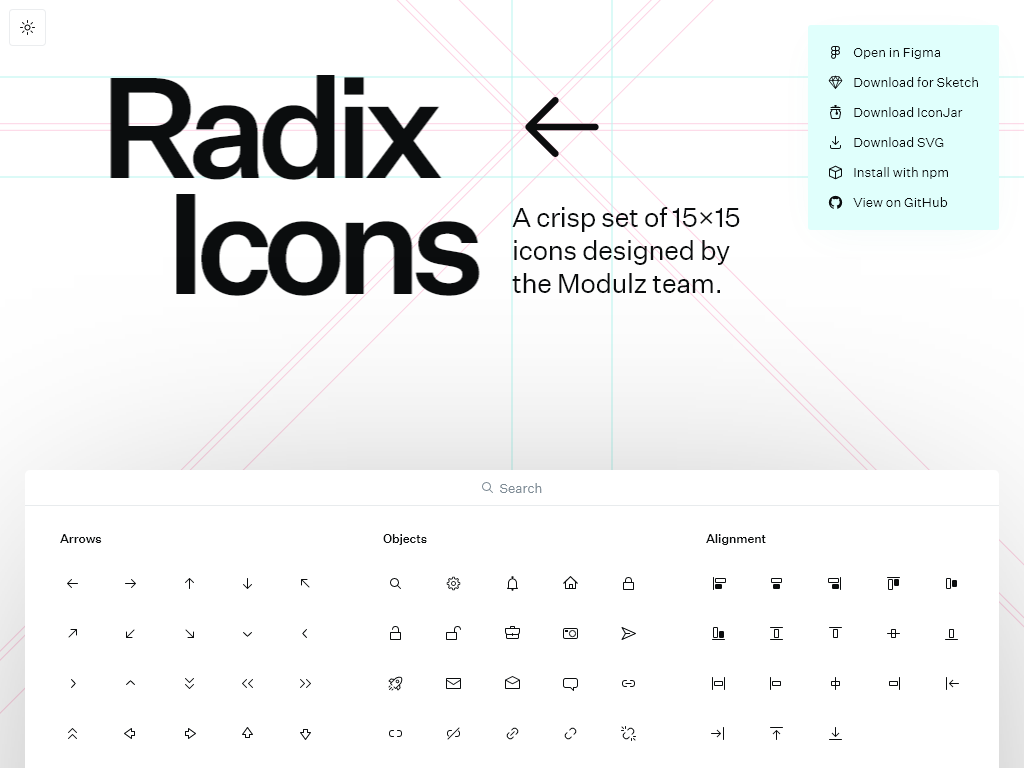 Radix
Icons
A crisp set of 15×15
icons designed by
the Modulz team.
Open in Figma
Download for Sketch
Download IconJar
Download SVG
Install with npm
View on GitHub
Search
Arrows
Objects
Alignment